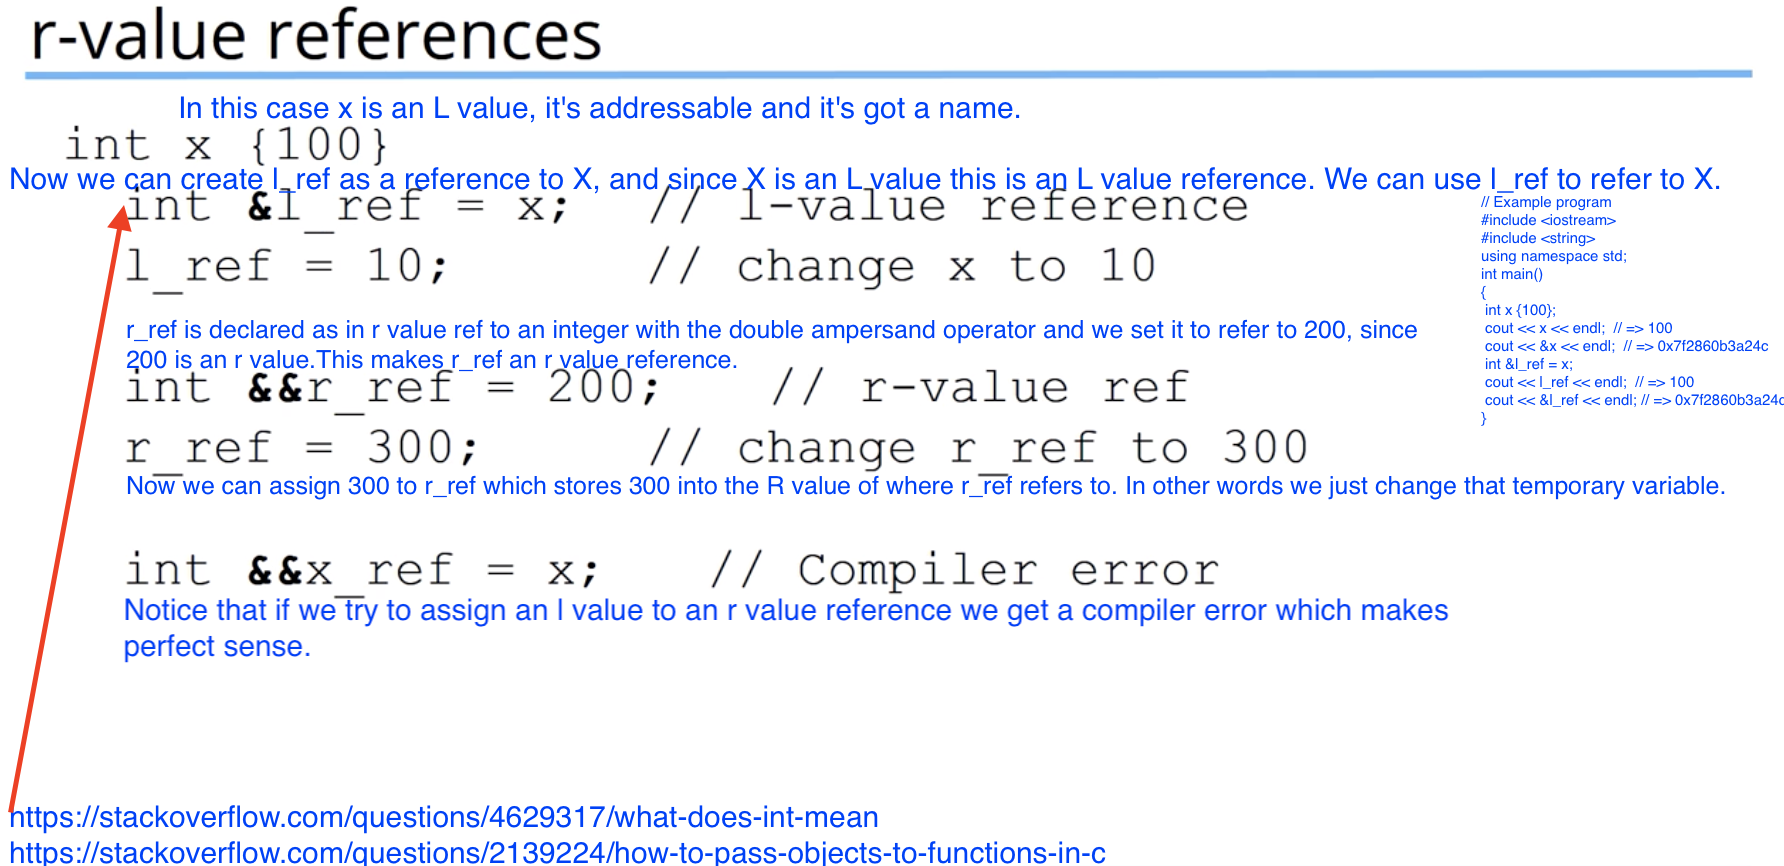 r-value references
In this case x is an L value, it's addressable and it's got a name.
int x {100}
Now we can create l_ref as a reference to X, and since X is an L value this is an L value reference. We can use l_ref to refer to X.
int &l_ref = x; // l-value reference
l_ref = 10; // change x to 10
// Example program
#include <iostream>
#include <string>
using namespace std;
int main()
{
int x {100};
cout << x << endl; // => 100
cout << &x << endl; // => 0x7f2860b3a24c
int &l_ref = x;
cout << l_ref << endl; // => 100
cout << &l_ref << endl; // => 0x7f2860b3a24c
}
r_ref is declared as in r value ref to an integer with the double ampersand operator and we set it to refer to 200, since
200 is an r value.This makes r_ref an r value reference.
int &&r_ref = 200; // r-value ref
r_ref = 300; // change r_ref to 300
Now we can assign 300 to r_ref which stores 300 into the R value of where r_ref refers to. In other words we just change that temporary variable.
int &&x_ref = x; // Compiler error
Notice that if we try to assign an l value to an r value reference we get a compiler error which makes
perfect sense.
https://stackoverflow.com/questions/4629317/what-does-int-mean
https://stackoverflow.com/questions/2139224/how-to-pass-objects-to-functions-in-c